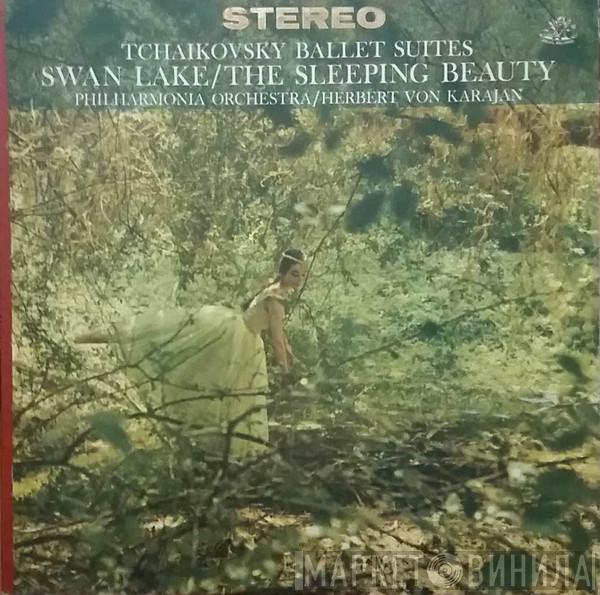 STEREO
TCHAIKOVSKY BALLET SUITES
SWAN LAKE/THE SLEEPING BEAUTY
PHILHARMONIA ORCHESTRA/HERBERT VON KARAJAN
МАРКЕТ ВИНИЛА